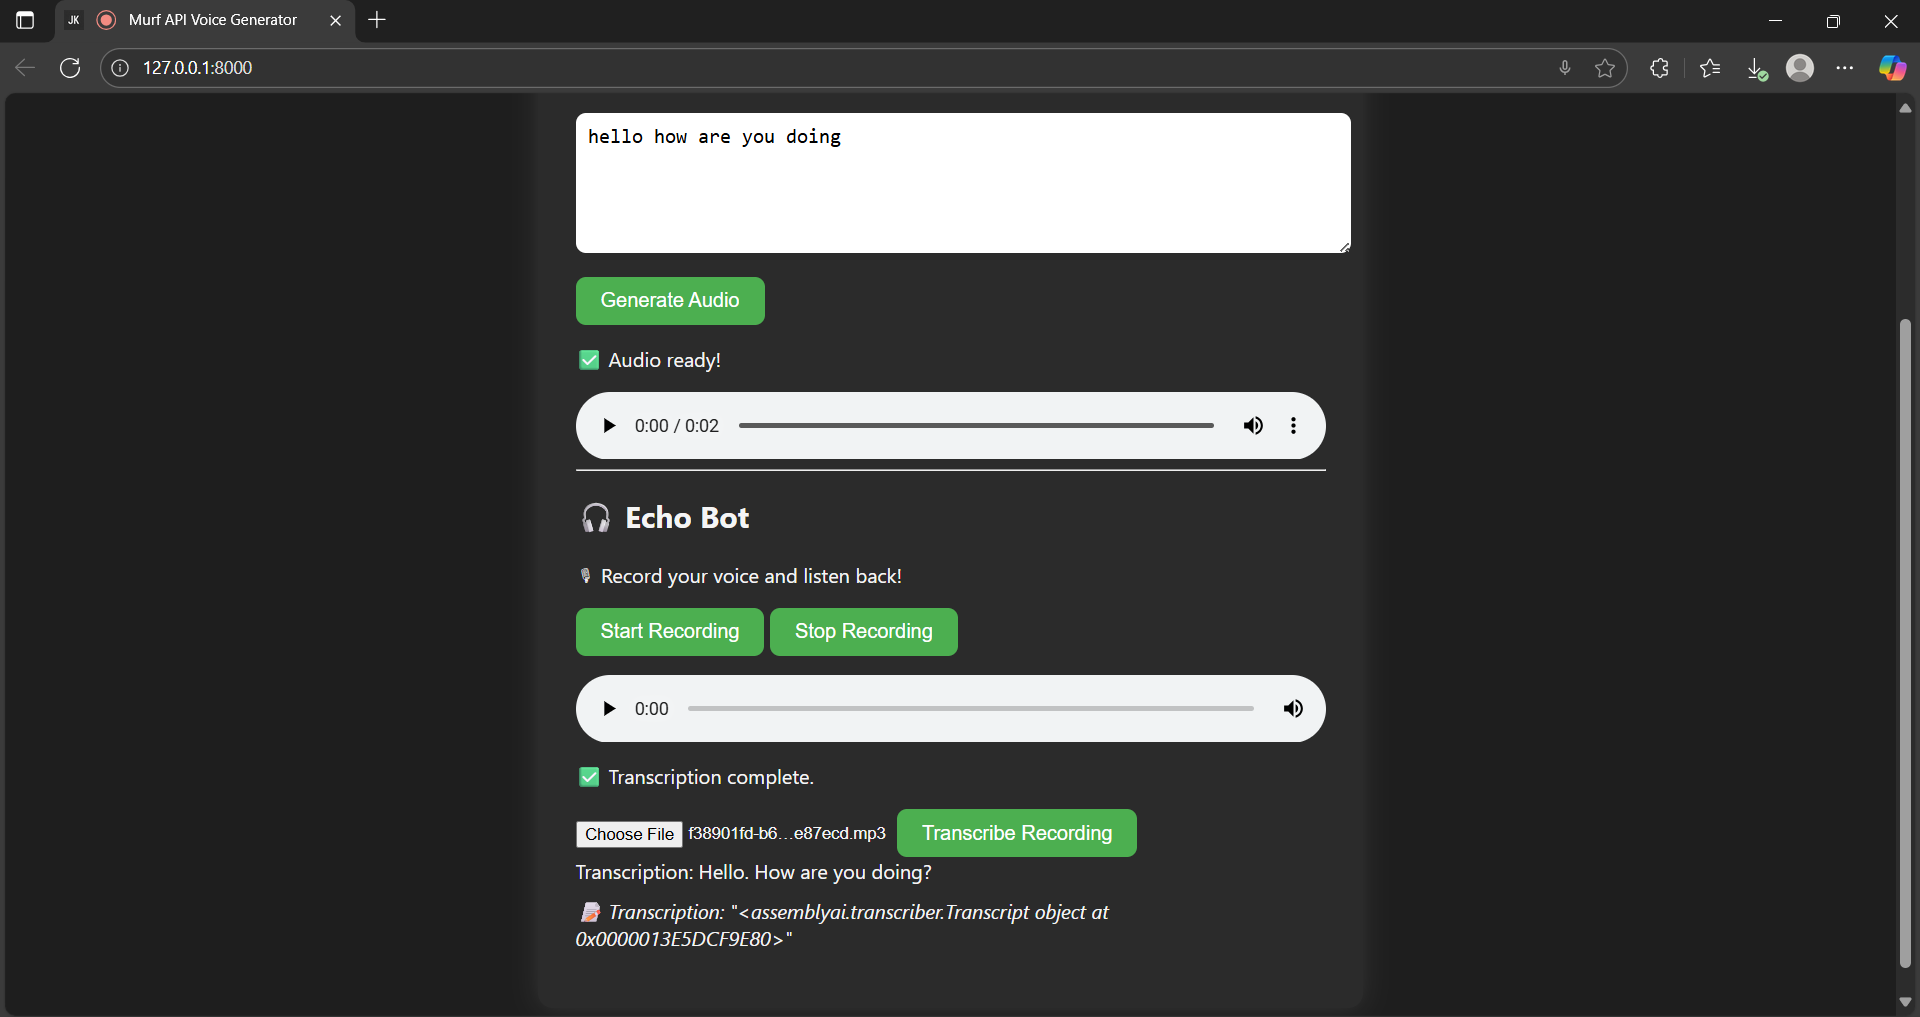 JK
Murf API Voice Generator
127.0.0.1:8000
hello how are you doing
Generate Audio
✅ Audio ready!
0:00 / 0:02
🎧 Echo Bot
🎙 Record your voice and listen back!
Start Recording Stop Recording
0:00
✅ Transcription complete.
Choose File f38901fd-b6...e87ecd.mp3 Transcribe Recording
Transcription: Hello. How are you doing?
📝 Transcription: "<assemblyai.transcriber.Transcript object at
0x0000013E5DCF9E80>"